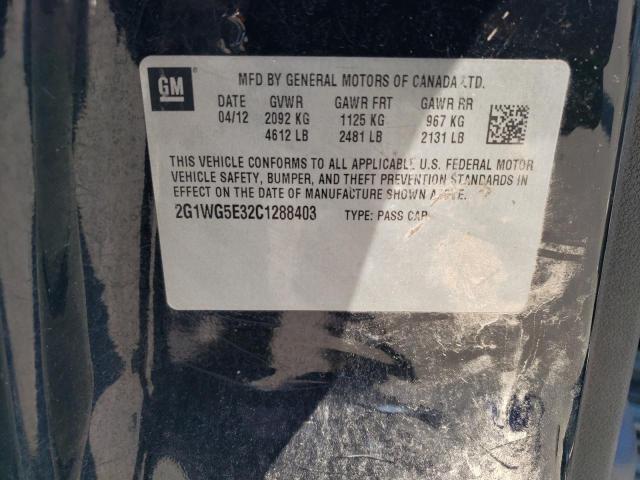 GM
MFD BY GENERAL MOTORS OF CANADA LTD.
DATE GVWR GAWR FRT GAWR RR
04/12 2092 KG 1125 KG 967 KG
4612 LB 2481 LB 2131 LB
THIS VEHICLE CONFORMS TO ALL APPLICABLE U.S. FEDERAL MOTOR
VEHICLE SAFETY, BUMPER, AND THEFT PREVENTION STANDARDS IN
EFFECT ON THE DATE OF MANUFACTURE SHOWN ABOVE.
2G1WG5E32C1288403 TYPE: PASS CAR